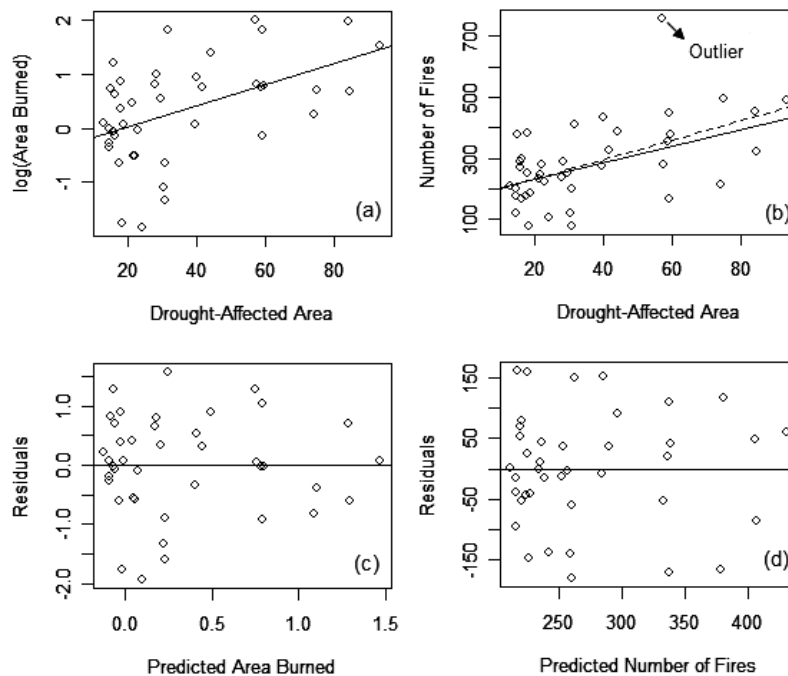 2
1
0
-1
log(Area Burned)
20 40 60 80
Drought-Affected Area
(a)
700
500
300
100
Number of Fires
20 40 60 80
Drought-Affected Area
Outlier
(b)
1.0
0.0
-1.0
-2.0
Residuals
0.0 0.5 1.0 1.5
Predicted Area Burned
(c)
150
50
-50
-150
Residuals
250 300 350 400
Predicted Number of Fires
(d)